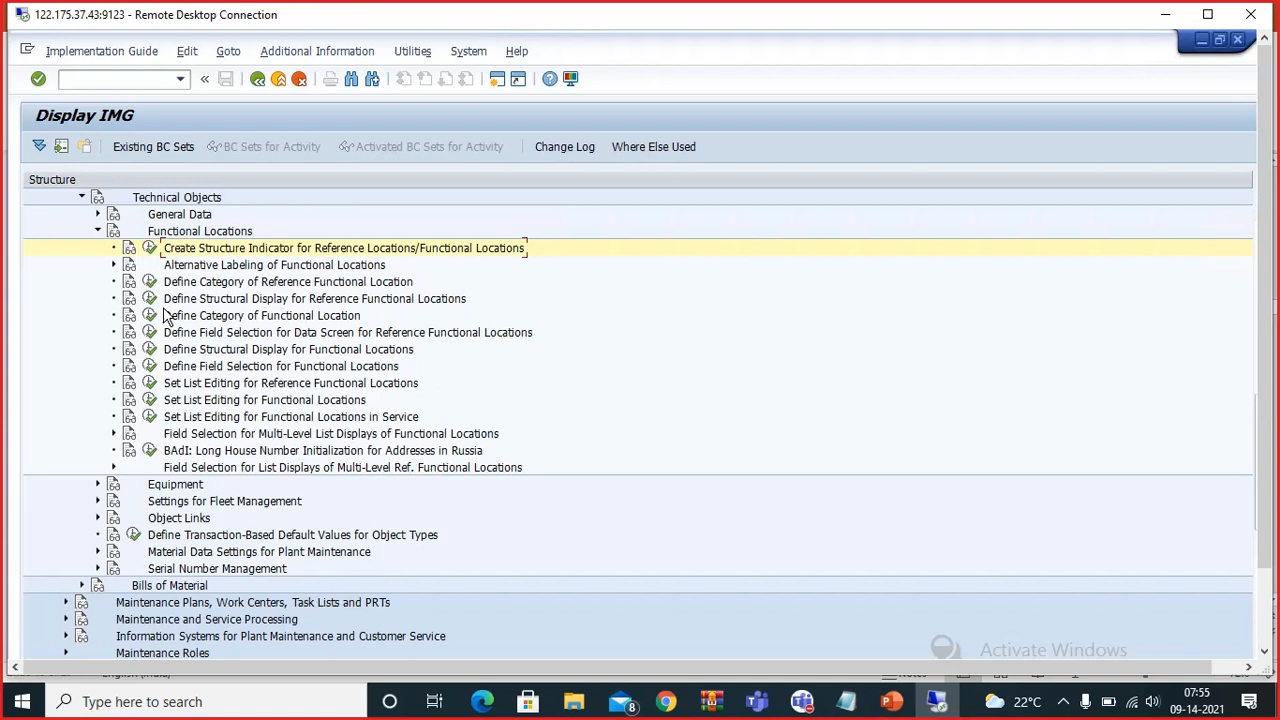 122.175.37.43:9123 - Remote Desktop Connection
Implementation Guide Edit Goto Additional Information Utilities System Help
Display IMG
Existing BC Sets BC Sets for Activity Activated BC Sets for Activity Change Log Where Else Used
Structure
Technical Objects
General Data
Functional Locations
Create Structure Indicator for Reference Locations/Functional Locations
Alternative Labeling of Functional Locations
Define Category of Reference Functional Location
Define Structural Display for Reference Functional Locations
Define Category of Functional Location
Define Field Selection for Data Screen for Reference Functional Locations
Define Structural Display for Functional Locations
Define Field Selection for Functional Locations
Set List Editing for Reference Functional Locations
Set List Editing for Functional Locations
Set List Editing for Functional Locations in Service
Field Selection for Multi-Level List Displays of Functional Locations
BAdI: Long House Number Initialization for Addresses in Russia
Field Selection for List Displays of Multi-Level Ref. Functional Locations
Equipment
Settings for Fleet Management
Object Links
Define Transaction-Based Default Values for Object Types
Material Data Settings for Plant Maintenance
Serial Number Management
Bills of Material
Maintenance Plans, Work Centers, Task Lists and PRTs
Maintenance and Service Processing
Information Systems for Plant Maintenance and Customer Service
Activate Windows
Maintenance Roles
Type here to search
8
22°C
07:55
09-14-2021